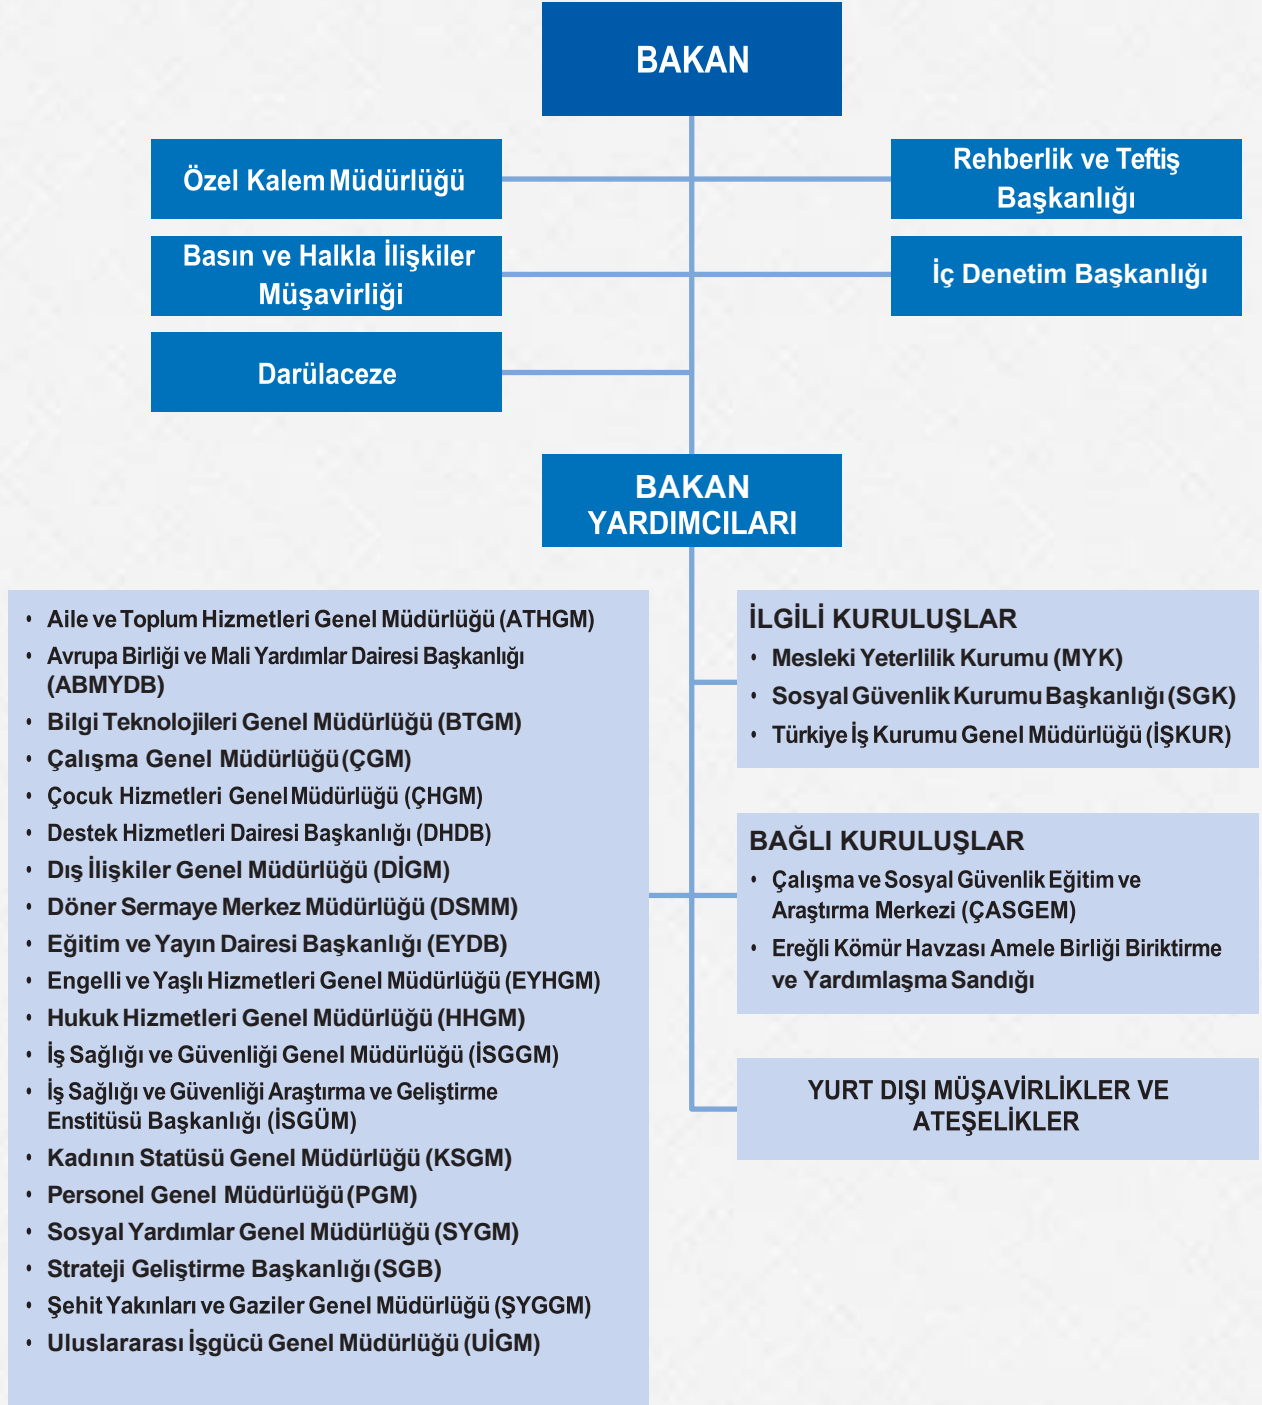 BAKAN
Özel Kalem Müdürlüğü
Rehberlik ve Teftiş
Başkanlığı
Basın ve Halkla İlişkiler
Müşavirliği
İç Denetim Başkanlığı
Darülaceze
BAKAN
YARDIMCILARI
• Aile ve Toplum Hizmetleri Genel Müdürlüğü (ATHGM)
• Avrupa Birliği ve Mali Yardımlar Dairesi Başkanlığı
(ABMYDB)
• Bilgi Teknolojileri Genel Müdürlüğü (BTGM)
• Çalışma Genel Müdürlüğü (ÇGM)
• Çocuk Hizmetleri Genel Müdürlüğü (ÇHGM)
• Destek Hizmetleri Dairesi Başkanlığı (DHDB)
• Dış İlişkiler Genel Müdürlüğü (DİGM)
• Döner Sermaye Merkez Müdürlüğü (DSMM)
• Eğitim ve Yayın Dairesi Başkanlığı (EYDB)
• Engelli ve Yaşlı Hizmetleri Genel Müdürlüğü (EYHGM)
• Hukuk Hizmetleri Genel Müdürlüğü (HHGM)
• İş Sağlığı ve Güvenliği Genel Müdürlüğü (İSGGM)
• İş Sağlığı ve Güvenliği Araştırma ve Geliştirme
Enstitüsü Başkanlığı (İSGÜM)
• Kadının Statüsü Genel Müdürlüğü (KSGM)
• Personel Genel Müdürlüğü (PGM)
• Sosyal Yardımlar Genel Müdürlüğü (SYGM)
• Strateji Geliştirme Başkanlığı (SGB)
• Şehit Yakınları ve Gaziler Genel Müdürlüğü (ŞYGGM)
• Uluslararası İşgücü Genel Müdürlüğü (UİGM)
İLGİLİ KURULUŞLAR
• Mesleki Yeterlilik Kurumu (MYK)
• Sosyal Güvenlik Kurumu Başkanlığı (SGK)
• Türkiye İş Kurumu Genel Müdürlüğü (İŞKUR)
BAĞLI KURULUŞLAR
• Çalışma ve Sosyal Güvenlik Eğitim ve
Araştırma Merkezi (ÇASGEM)
• Ereğli Kömür Havzası Amele Birliği Biriktirme
ve Yardımlaşma Sandığı
YURT DIŞI MÜŞAVİRLİKLER VE
ATEŞELİKLER